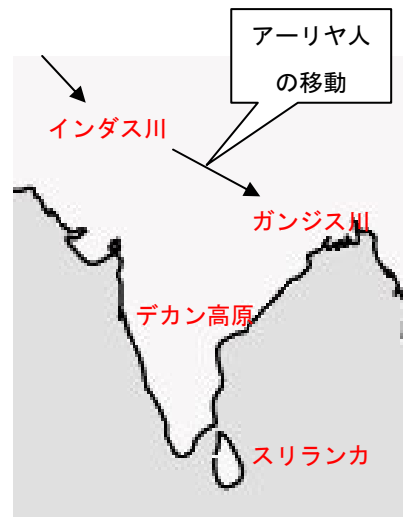 アーリヤ人
の移動
インダス川
ガンジス川
デカン高原
スリランカ